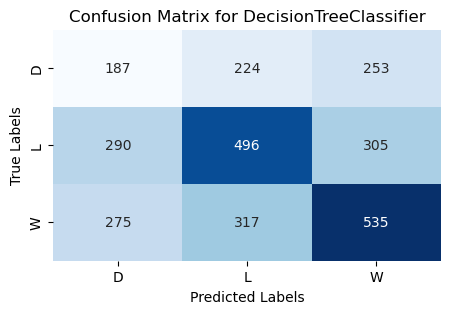 Confusion Matrix for DecisionTreeClassifier
True Labels
D 187 224 253
L 290 496 305
W 275 317 535
D L W
Predicted Labels